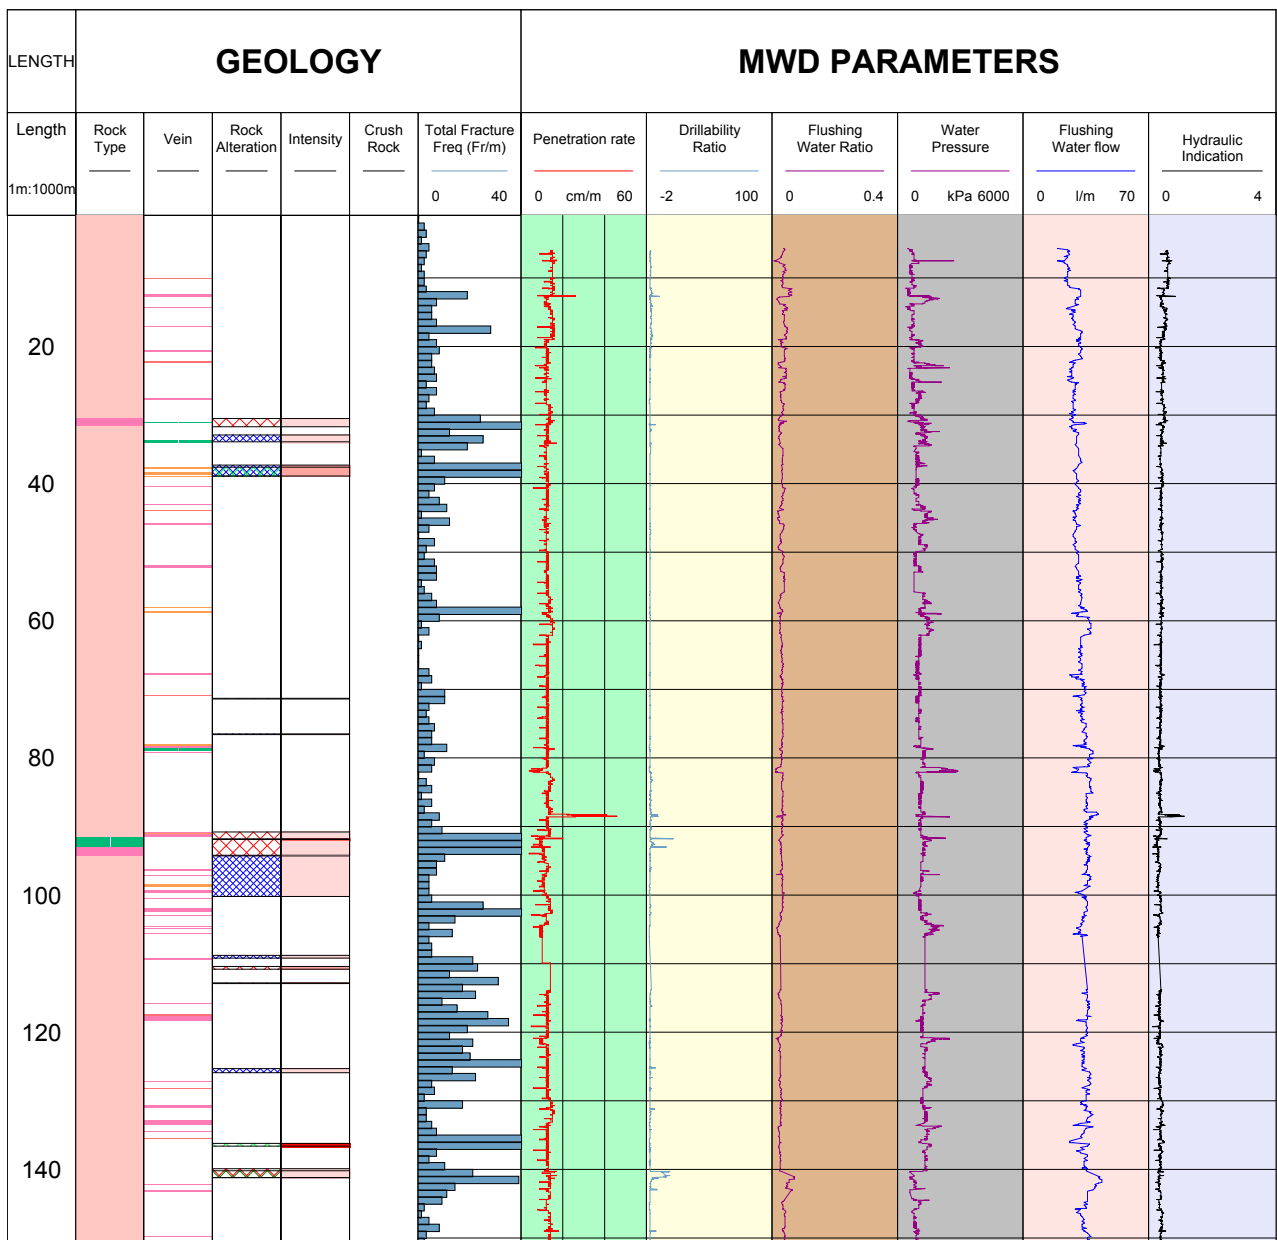 LENGTH
GEOLOGY
MWD PARAMETERS
Length
1m:1000m
Rock
Type
Vein
Rock
Alteration
Intensity
Crush
Rock
Total Fracture
Freq (Fr/m)
0 40
Penetration rate
0 cm/m 60
Drillability
Ratio
-2 100
Flushing
Water Ratio
0 0.4
Water
Pressure
0 kPa 6000
Flushing
Water flow
0 l/m 70
Hydraulic
Indication
0 4
20
40
60
80
100
120
140